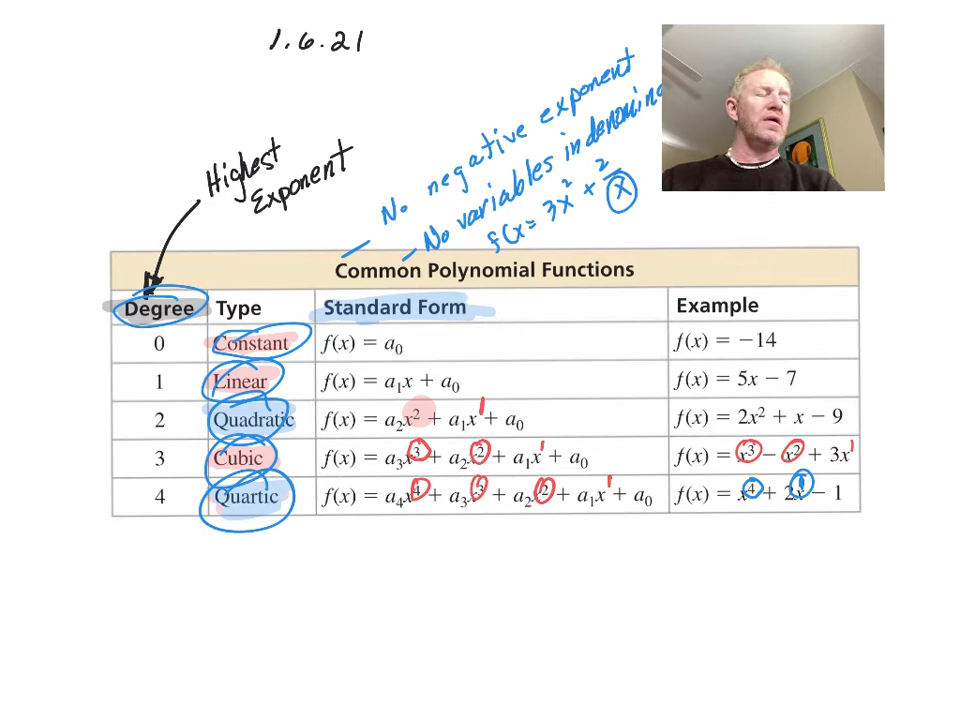 1.6.21
Highest
Exponent
No negative exponent
No variables in denomin
f(x = 3x² + 2/x
Common Polynomial Functions
Degree Type Standard Form Example
0 Constant f(x) = a₀ f(x) = −14
1 Linear f(x) = a₁x + a₀ f(x) = 5x − 7
2 Quadratic f(x) = a₂x² + a₁x¹ + a₀ f(x) = 2x² + x − 9
3 Cubic f(x) = a₃x³ + a₂x² + a₁x¹ + a₀ f(x) = x³ − x² + 3x¹
4 Quartic f(x) = a₄x⁴ + a₃x³ + a₂x² + a₁x¹ + a₀ f(x) = x⁴ + 2x¹ − 1